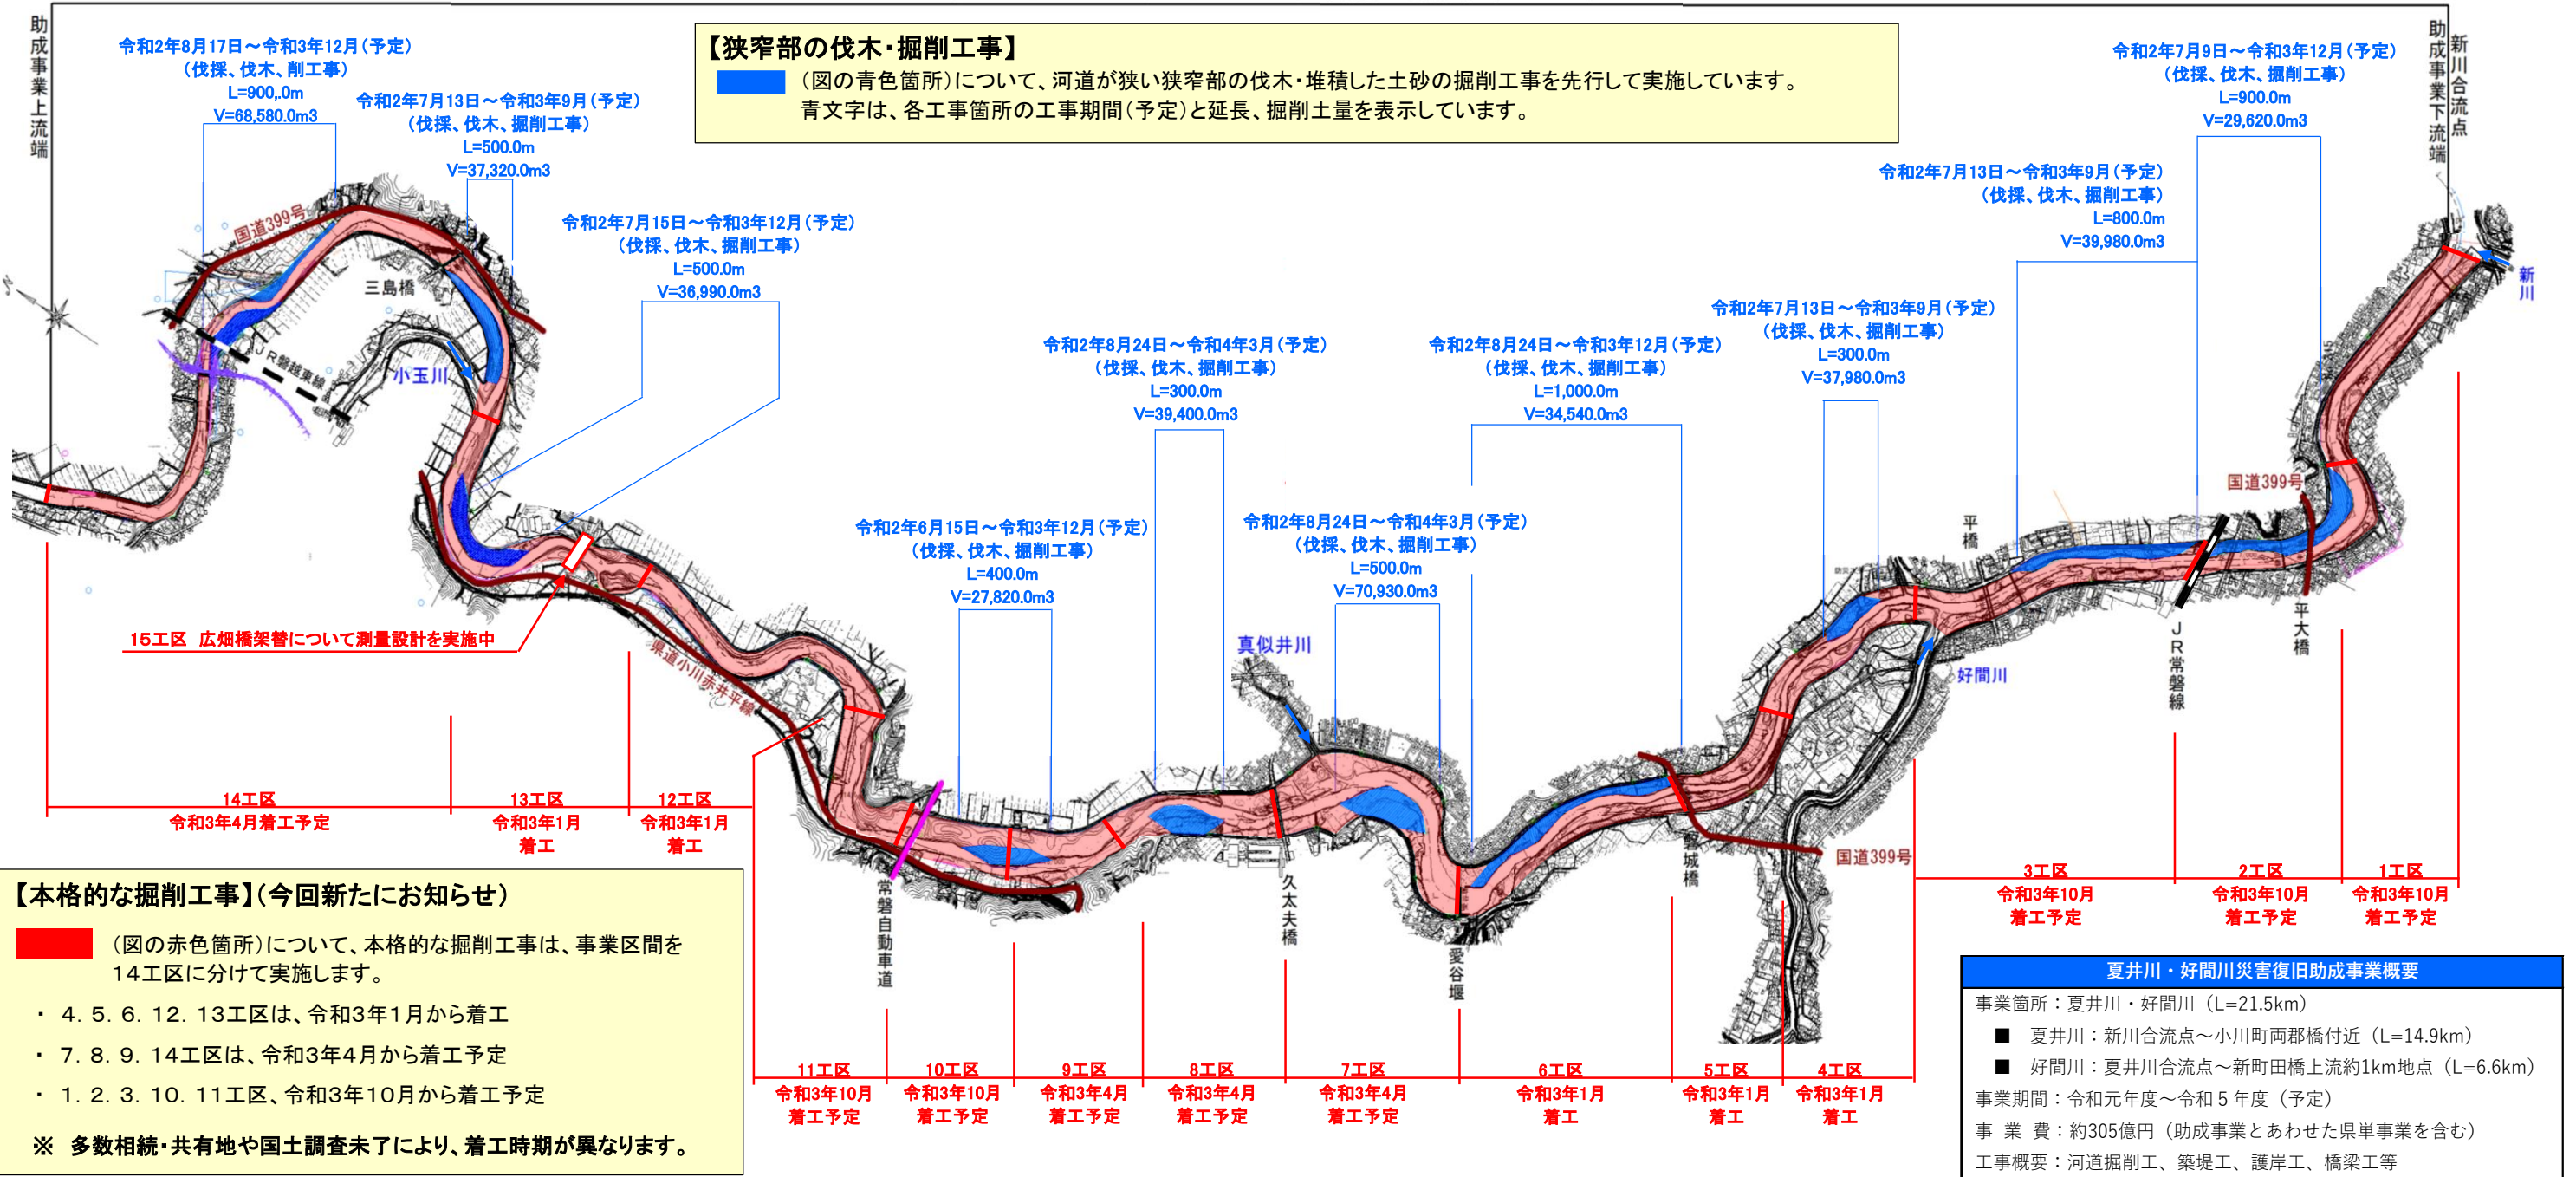 助成事業上流端
令和2年8月17日～令和3年12月(予定)
(伐採、伐木、削工事)
L=900,.0m
V=68,580.0m3
令和2年7月13日～令和3年9月(予定)
(伐採、伐木、掘削工事)
L=500.0m
V=37,320.0m3
【狭窄部の伐木・掘削工事】
(図の青色箇所)について、河道が狭い狭窄部の伐木・堆積した土砂の掘削工事を先行して実施しています。
青文字は、各工事箇所の工事期間(予定)と延長、掘削土量を表示しています。
令和2年7月9日～令和3年12月(予定)
(伐採、伐木、掘削工事)
L=900.0m
V=29,620.0m3
助成事業下流端
新川合流点
令和2年7月13日～令和3年9月(予定)
(伐採、伐木、掘削工事)
L=800.0m
V=39,980.0m3
令和2年7月15日～令和3年12月(予定)
(伐採、伐木、掘削工事)
L=500.0m
V=36,990.0m3
国道399号
三島橋
JR磐越東線
小玉川
新川
令和2年7月13日～令和3年9月(予定)
(伐採、伐木、掘削工事)
L=300.0m
V=37,980.0m3
令和2年8月24日～令和4年3月(予定)
(伐採、伐木、掘削工事)
L=300.0m
V=39,400.0m3
令和2年8月24日～令和3年12月(予定)
(伐採、伐木、掘削工事)
L=1,000.0m
V=34,540.0m3
令和2年6月15日～令和3年12月(予定)
(伐採、伐木、掘削工事)
L=400.0m
V=27,820.0m3
令和2年8月24日～令和4年3月(予定)
(伐採、伐木、掘削工事)
L=500.0m
V=70,930.0m3
国道399号
平橋
平大橋
JR常磐線
好間川
真似井川
15工区 広畑橋架替について測量設計を実施中
県道小川赤井平線
常磐自動車道
久太夫橋
愛谷堰
磐城橋
国道399号
14工区
令和3年4月着工予定
13工区
令和3年1月
着工
12工区
令和3年1月
着工
11工区
令和3年10月
着工予定
10工区
令和3年10月
着工予定
9工区
令和3年4月
着工予定
8工区
令和3年4月
着工予定
7工区
令和3年4月
着工予定
6工区
令和3年1月
着工
5工区
令和3年1月
着工
4工区
令和3年1月
着工
3工区
令和3年10月
着工予定
2工区
令和3年10月
着工予定
1工区
令和3年10月
着工予定
【本格的な掘削工事】(今回新たにお知らせ)
(図の赤色箇所)について、本格的な掘削工事は、事業区間を
14工区に分けて実施します。
・ 4. 5. 6. 12. 13工区は、令和3年1月から着工
・ 7. 8. 9. 14工区は、令和3年4月から着工予定
・ 1. 2. 3. 10. 11工区、令和3年10月から着工予定
※ 多数相続・共有地や国土調査未了により、着工時期が異なります。
夏井川・好間川災害復旧助成事業概要
事業箇所：夏井川・好間川（L=21.5km）
■ 夏井川：新川合流点～小川町両郡橋付近（L=14.9km）
■ 好間川：夏井川合流点～新町田橋上流約1km地点（L=6.6km）
事業期間：令和元年度～令和５年度（予定）
事 業 費：約305億円（助成事業とあわせた県単事業を含む）
工事概要：河道掘削工、築堤工、護岸工、橋梁工等